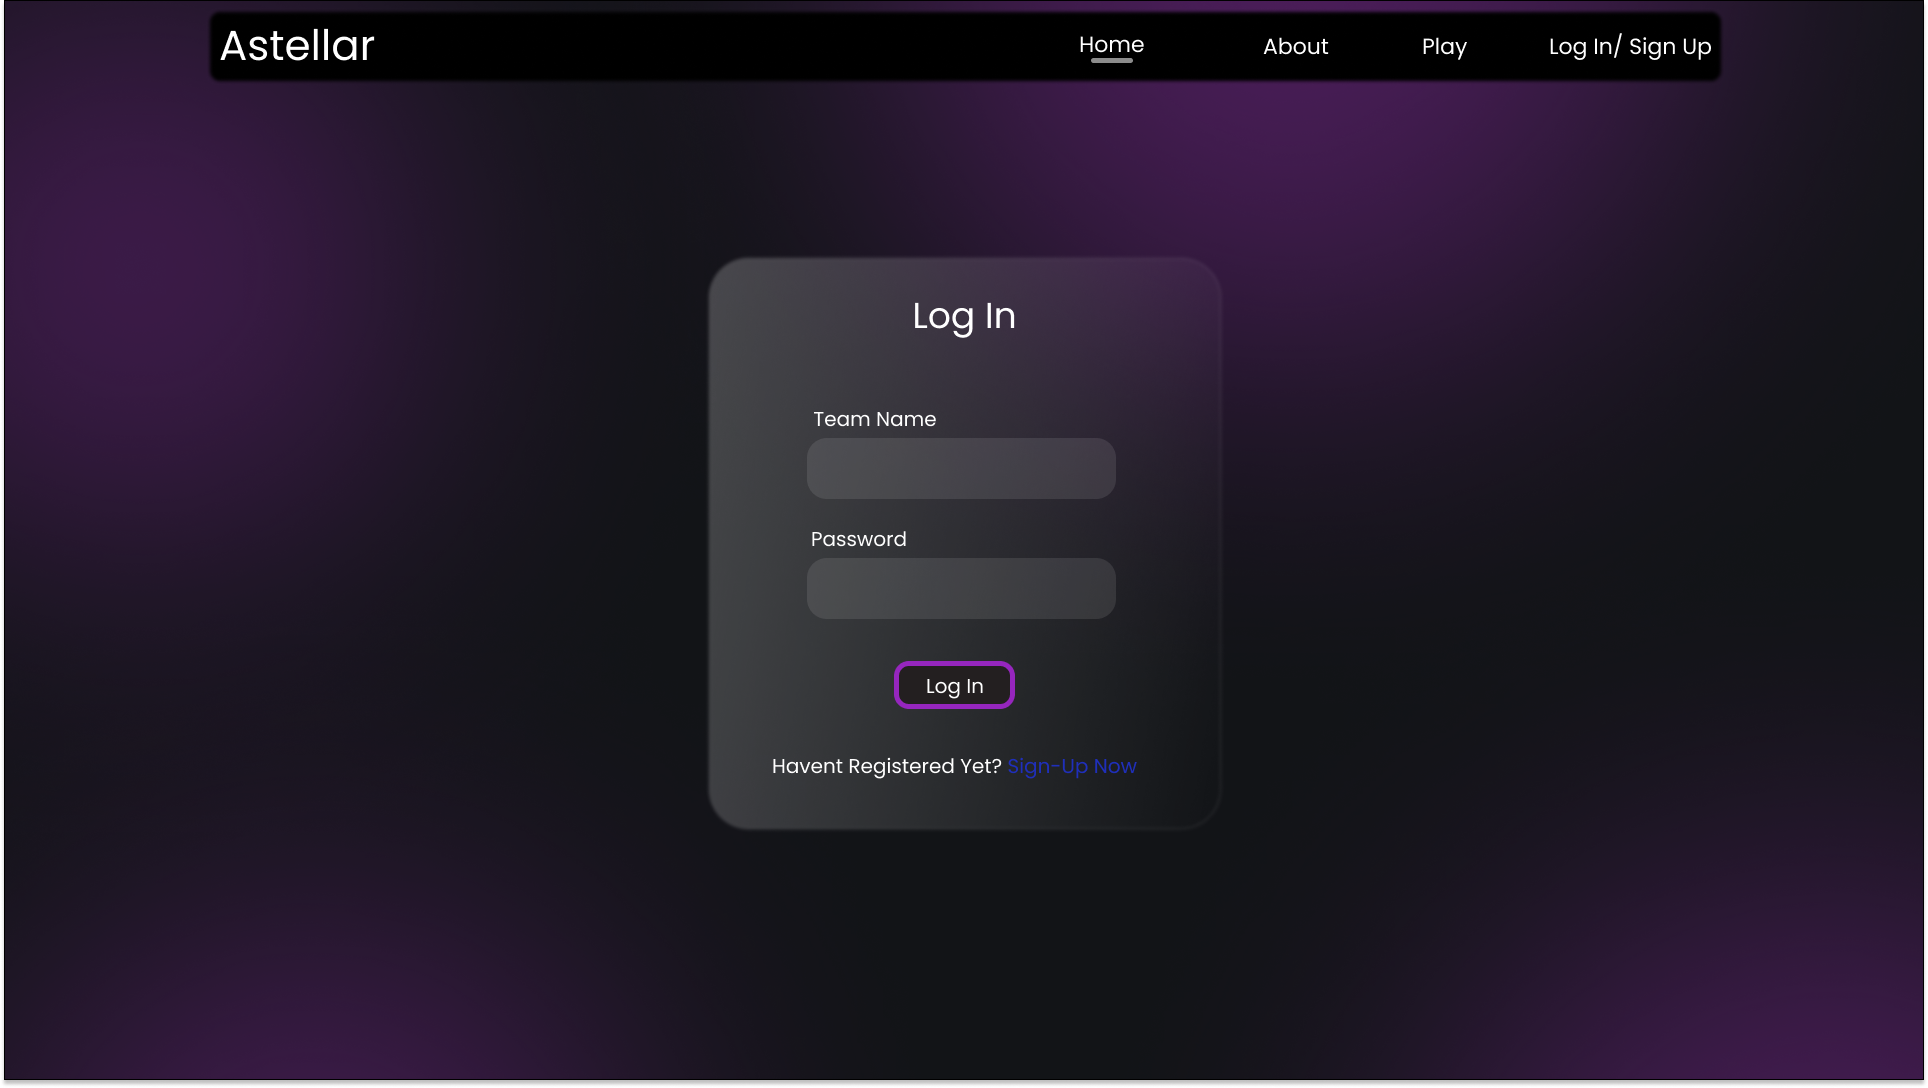 Astellar Home About Play Log In/ Sign Up
Log In
Team Name
Password
Log In
Havent Registered Yet? Sign-Up Now